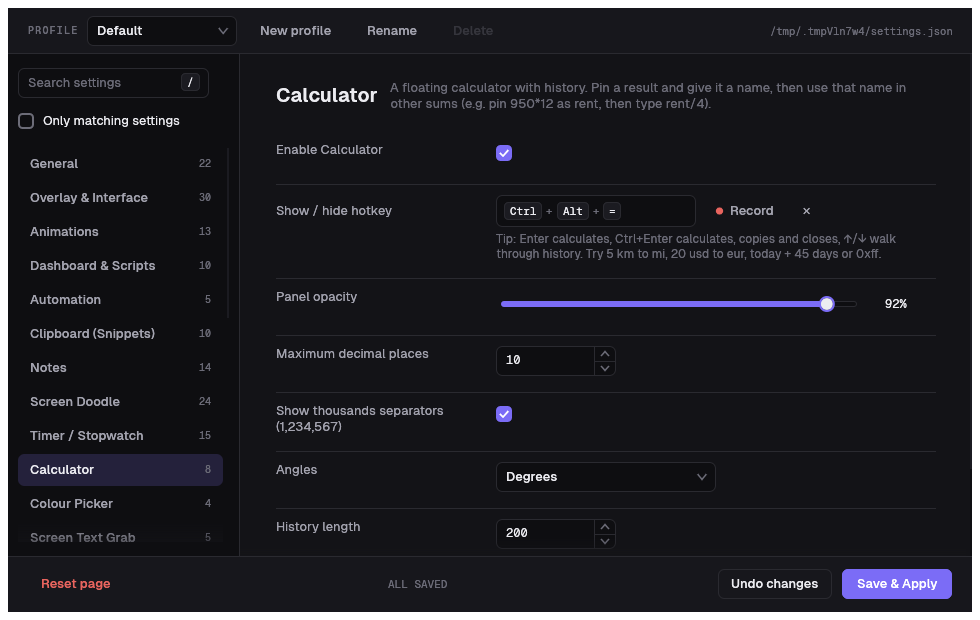 PROFILE Default New profile Rename Delete /tmp/.tmpVln7w4/settings.json
Search settings /
Only matching settings
General 22
Overlay & Interface 30
Animations 13
Dashboard & Scripts 10
Automation 5
Clipboard (Snippets) 10
Notes 14
Screen Doodle 24
Timer / Stopwatch 15
Calculator 8
Colour Picker 4
Screen Text Grab 5
Calculator
A floating calculator with history. Pin a result and give it a name, then use that name in
other sums (e.g. pin 950*12 as rent, then type rent/4).
Enable Calculator
Show / hide hotkey Ctrl + Alt + = Record ×
Tip: Enter calculates, Ctrl+Enter calculates, copies and closes, ↑/↓ walk
through history. Try 5 km to mi, 20 usd to eur, today + 45 days or 0xff.
Panel opacity 92%
Maximum decimal places 10
Show thousands separators
(1,234,567)
Angles Degrees
History length 200
Reset page ALL SAVED Undo changes Save & Apply